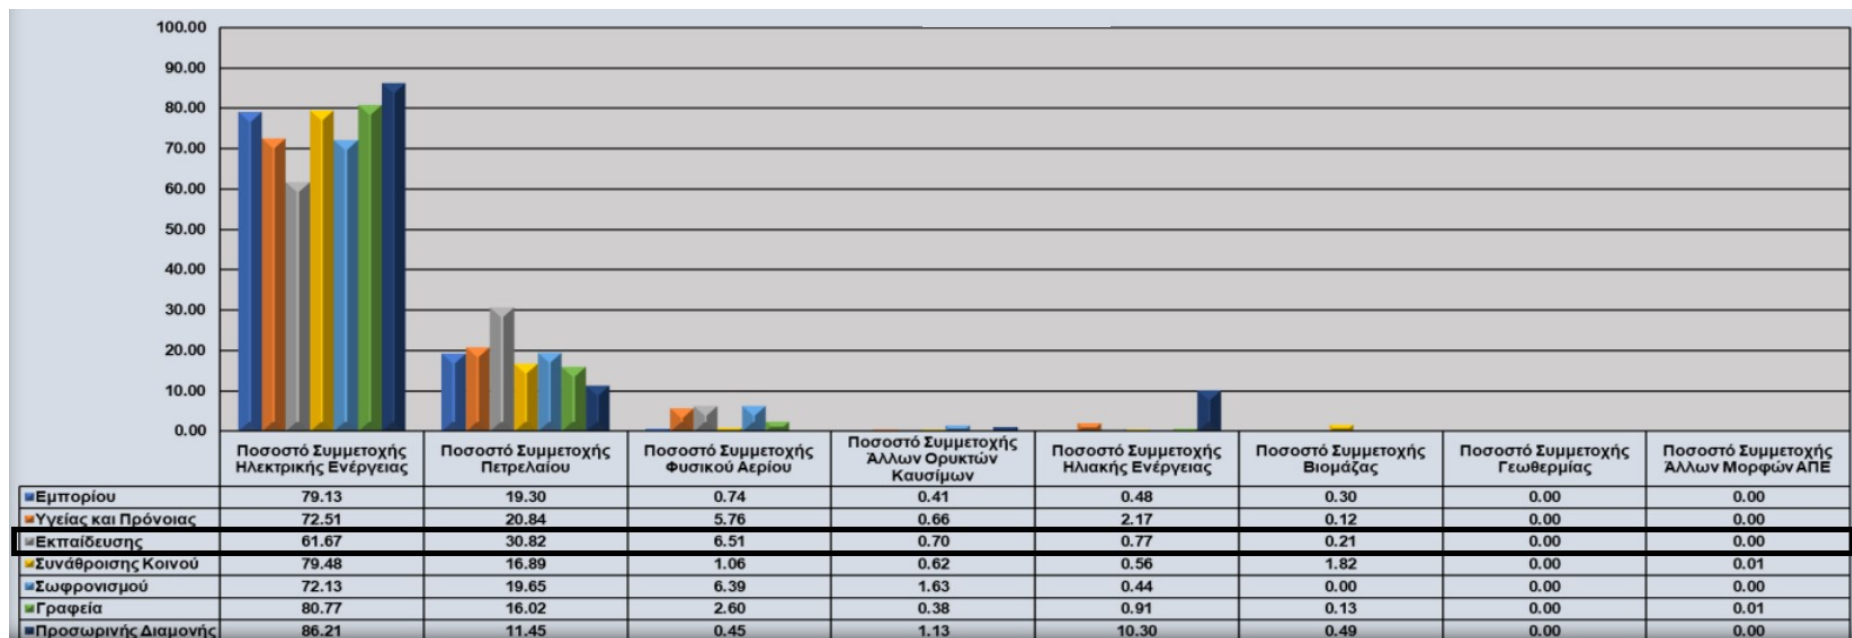 100.00
90.00
80.00
70.00
60.00
50.00
40.00
30.00
20.00
10.00
0.00
Ποσοστό Συμμετοχής Ηλεκτρικής Ενέργειας
Ποσοστό Συμμετοχής Πετρελαίου
Ποσοστό Συμμετοχής Φυσικού Αερίου
Ποσοστό Συμμετοχής Άλλων Ορυκτών Καυσίμων
Ποσοστό Συμμετοχής Ηλιακής Ενέργειας
Ποσοστό Συμμετοχής Βιομάζας
Ποσοστό Συμμετοχής Γεωθερμίας
Ποσοστό Συμμετοχής Άλλων Μορφών ΑΠΕ
Εμπορίου 79.13 19.30 0.74 0.41 0.48 0.30 0.00 0.00
Υγείας και Πρόνοιας 72.51 20.84 5.76 0.66 2.17 0.12 0.00 0.00
Εκπαίδευσης 61.67 30.82 6.51 0.70 0.77 0.21 0.00 0.00
Συνάθροισης Κοινού 79.48 16.89 1.06 0.62 0.56 1.82 0.00 0.01
Σωφρονισμού 72.13 19.65 6.39 1.63 0.44 0.00 0.00 0.00
Γραφεία 80.77 16.02 2.60 0.38 0.91 0.13 0.00 0.01
Προσωρινής Διαμονής 86.21 11.45 0.45 1.13 10.30 0.49 0.00 0.00